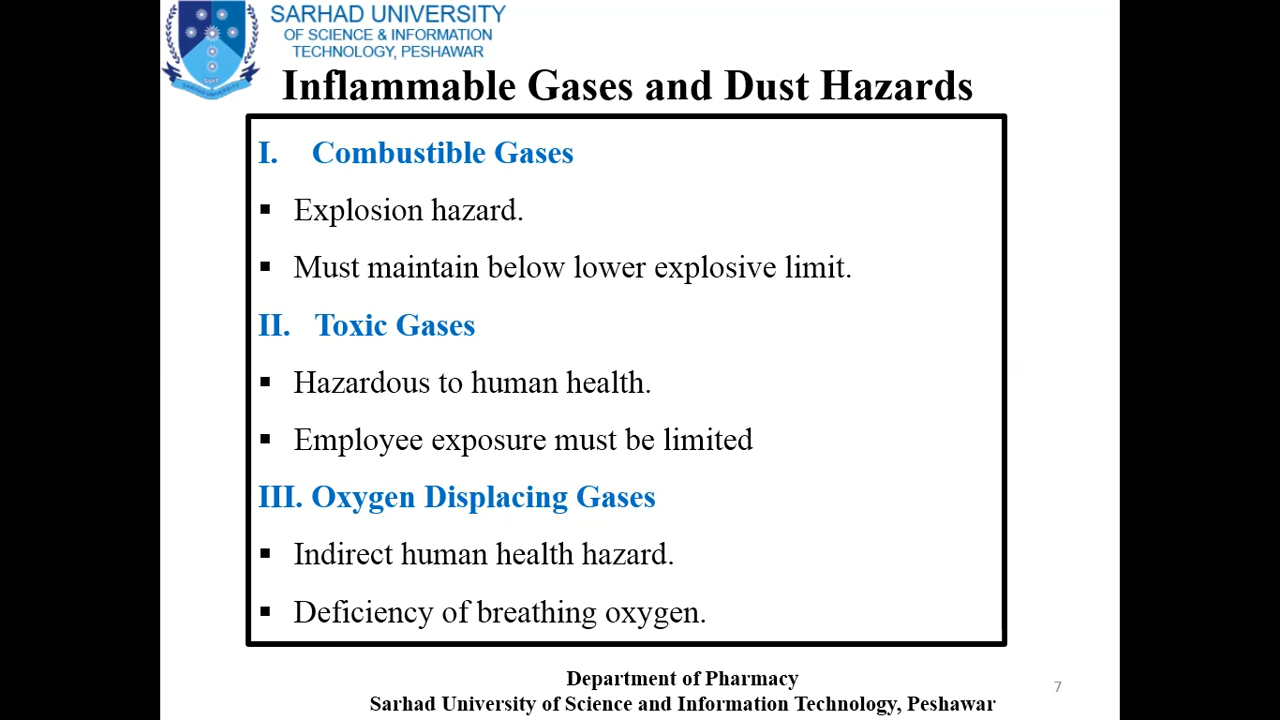 SARHAD UNIVERSITY
OF SCIENCE & INFORMATION
TECHNOLOGY, PESHAWAR
Inflammable Gases and Dust Hazards
I. Combustible Gases
▪ Explosion hazard.
▪ Must maintain below lower explosive limit.
II. Toxic Gases
▪ Hazardous to human health.
▪ Employee exposure must be limited
III. Oxygen Displacing Gases
▪ Indirect human health hazard.
▪ Deficiency of breathing oxygen.
Department of Pharmacy
Sarhad University of Science and Information Technology, Peshawar
7